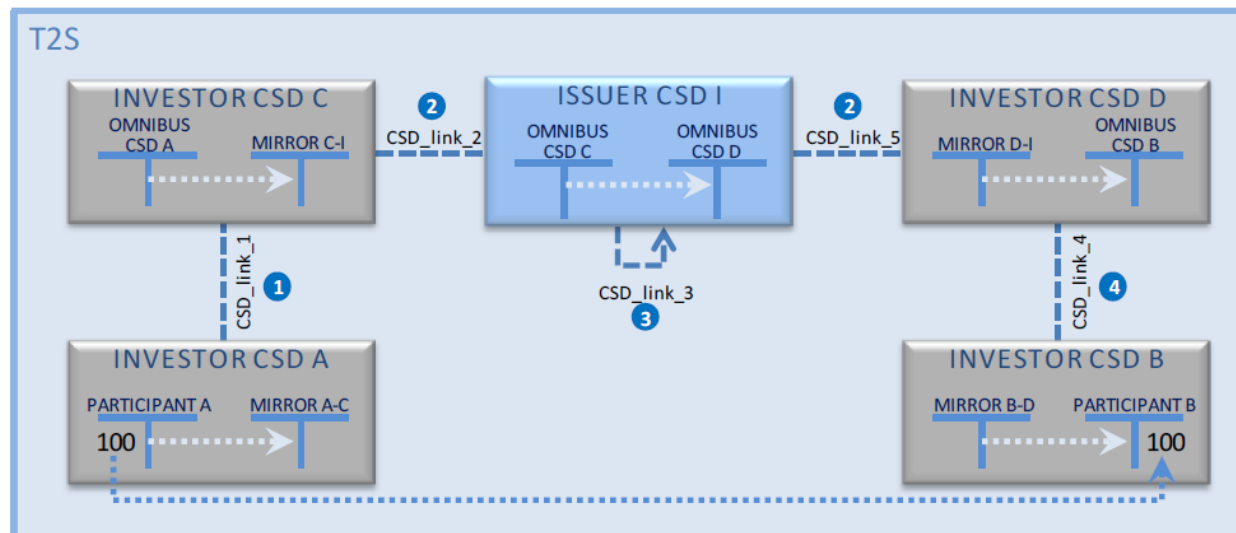 T2S
INVESTOR CSD C
OMNIBUS
CSD A
MIRROR C-I
2
CSD_link_2
ISSUER CSD I
OMNIBUS
CSD C
OMNIBUS
CSD D
2
CSD_link_5
INVESTOR CSD D
MIRROR D-I
OMNIBUS
CSD B
CSD_link_1
1
CSD_link_3
3
CSD_link_4
4
INVESTOR CSD A
PARTICIPANT A
MIRROR A-C
100
INVESTOR CSD B
MIRROR B-D
PARTICIPANT B
100